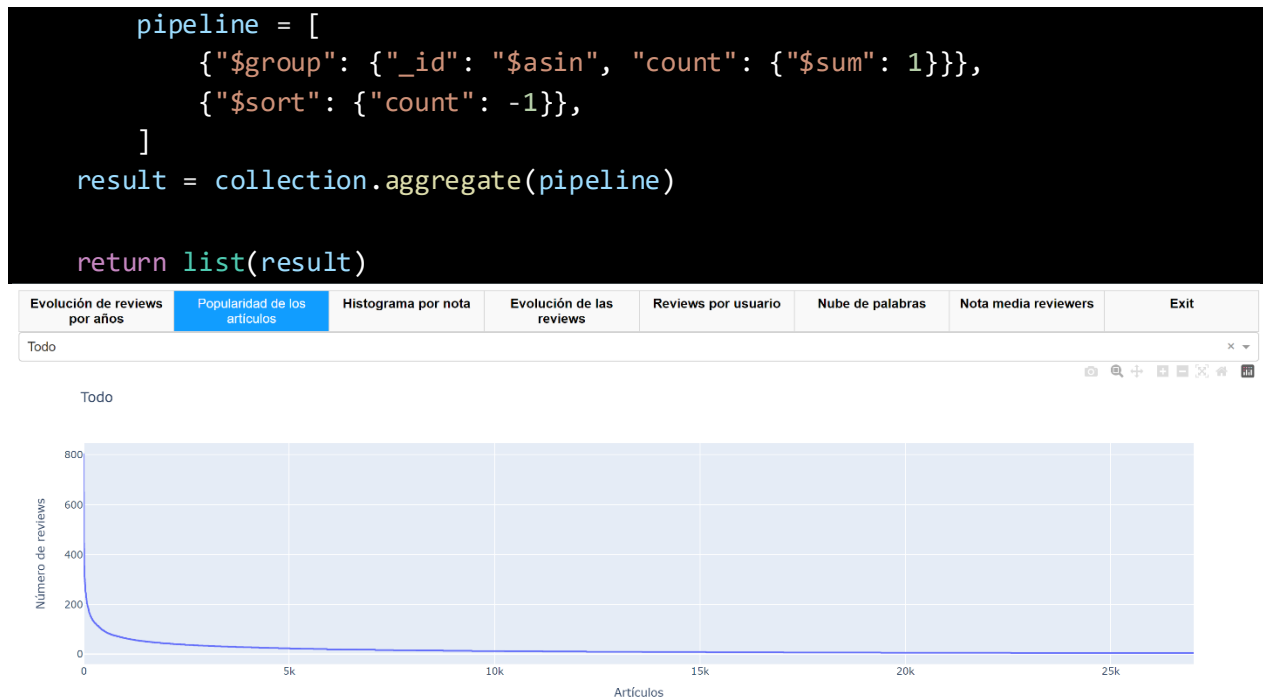 pipeline = [
{"$group": {"_id": "$asin", "count": {"$sum": 1}}},
{"$sort": {"count": -1}},
]
result = collection.aggregate(pipeline)
return list(result)
Evolución de reviews por años
Popularidad de los artículos
Histograma por nota
Evolución de las reviews
Reviews por usuario
Nube de palabras
Nota media reviewers
Exit
Todo
Todo
800
600
400
200
0
Número de reviews
0
5k
10k
15k
20k
25k
Artículos